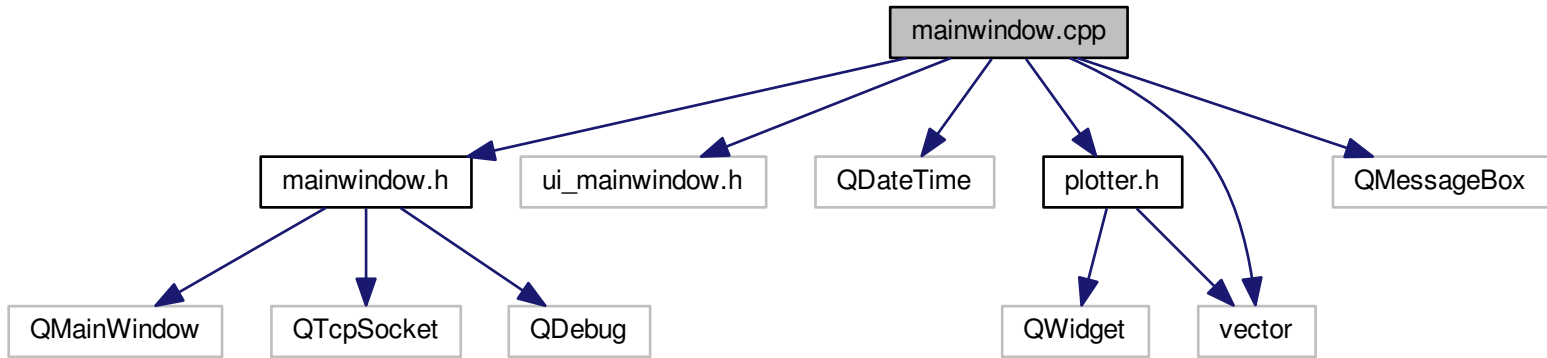 mainwindow.cpp
mainwindow.h
ui_mainwindow.h
QDateTime
plotter.h
QMessageBox
QMainWindow
QTcpSocket
QDebug
QWidget
vector